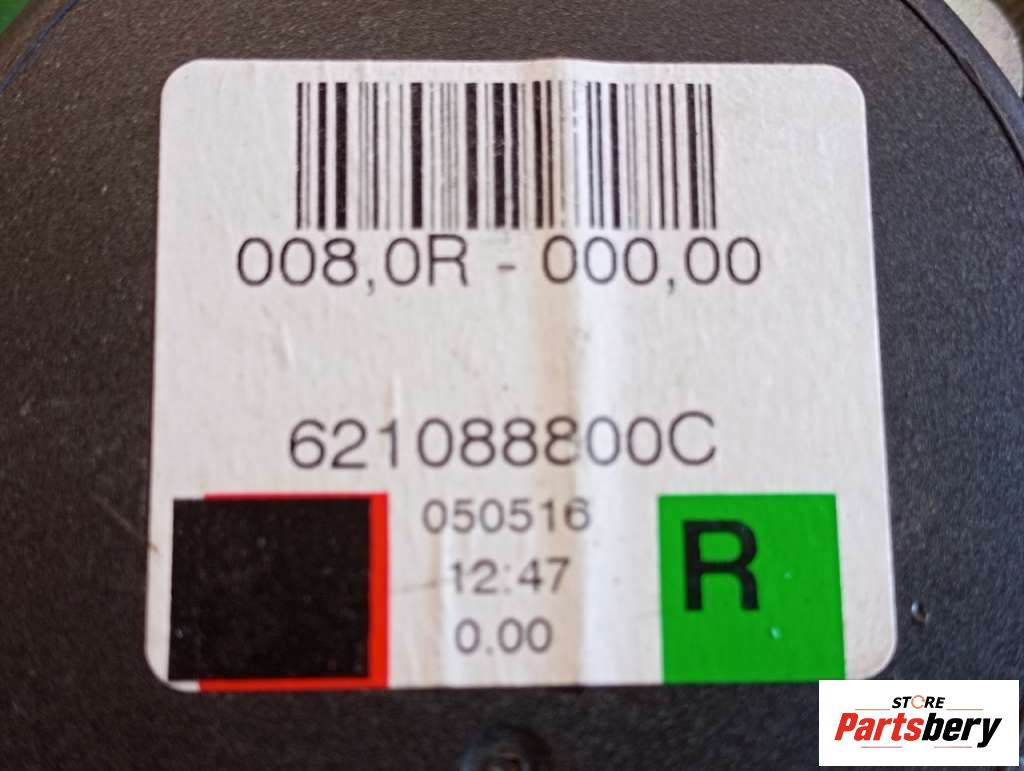 008,0R - 000,00
621088800C
050516
12:47
0.00
R
STORE
Partsbery